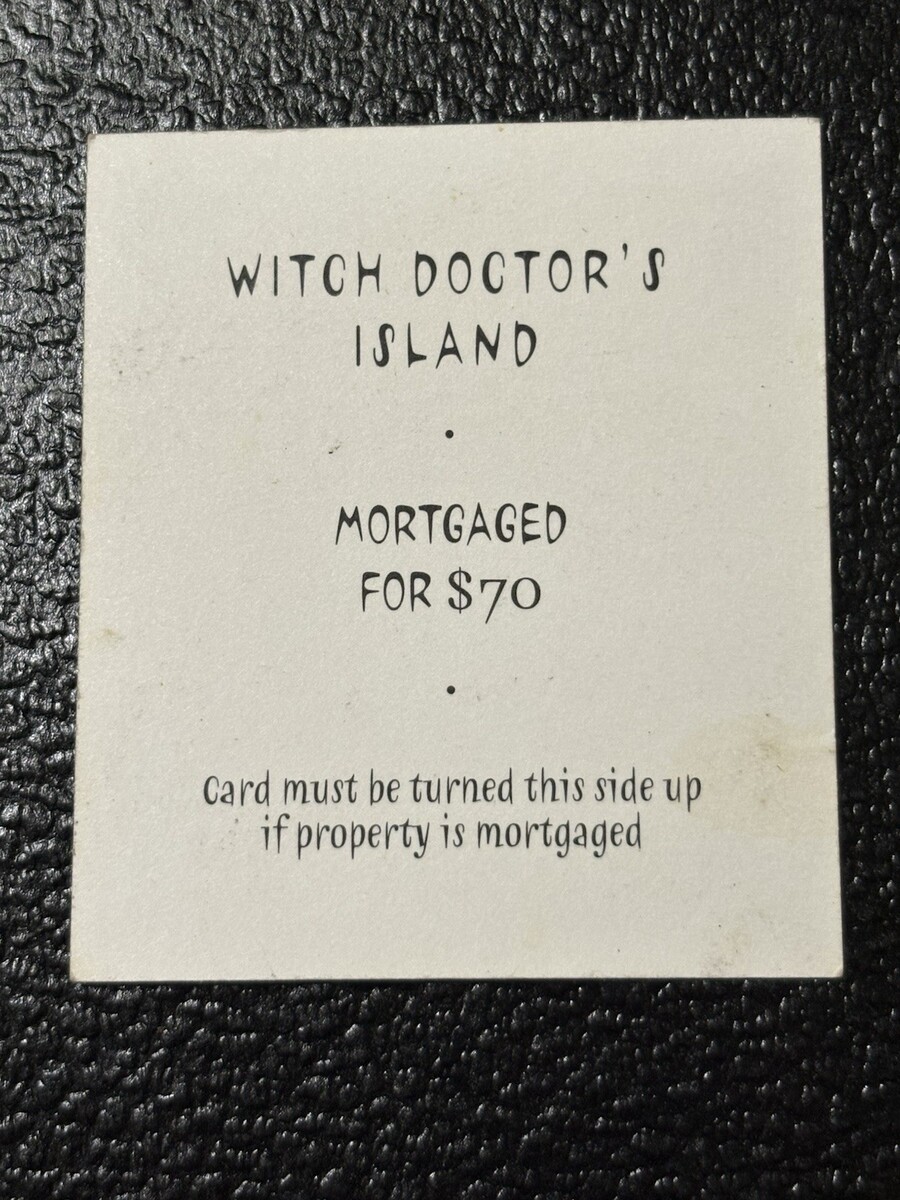 WITCH DOCTOR'S
ISLAND
•
MORTGAGED
FOR $70
•
Card must be turned this side up
if property is mortgaged